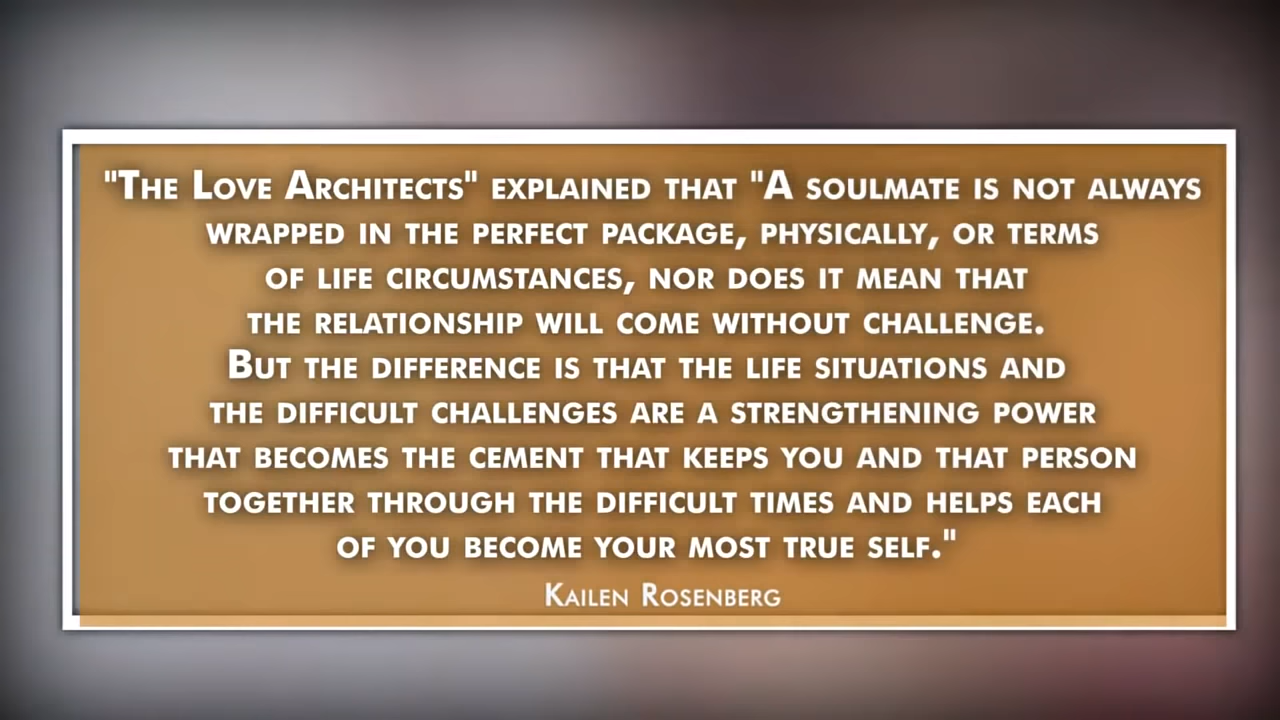 "The Love Architects" explained that "A soulmate is not always
wrapped in the perfect package, physically, or terms
of life circumstances, nor does it mean that
the relationship will come without challenge.
But the difference is that the life situations and
the difficult challenges are a strengthening power
that becomes the cement that keeps you and that person
together through the difficult times and helps each
of you become your most true self."
Kailen Rosenberg